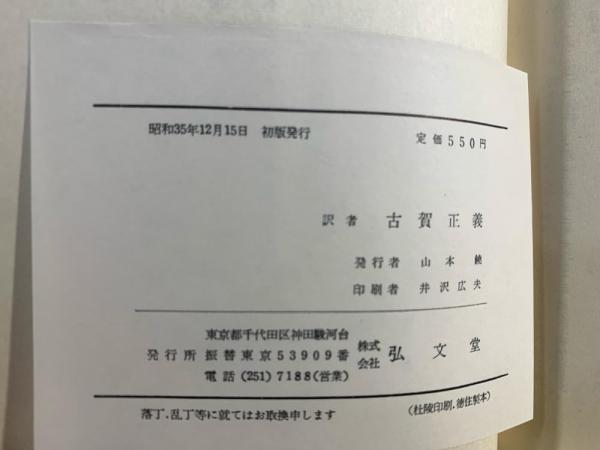 昭和35年12月15日 初版発行 定価550円
訳者 古賀正義
発行者 山本
印刷者 井沢広夫
東京都千代田区神田駿河台
発行所 振替東京53909番 株式会社 弘文堂
電話 (251) 7188(営業)
落丁.乱丁等に就てはお取換申します (杜陵印刷.徳住製本)